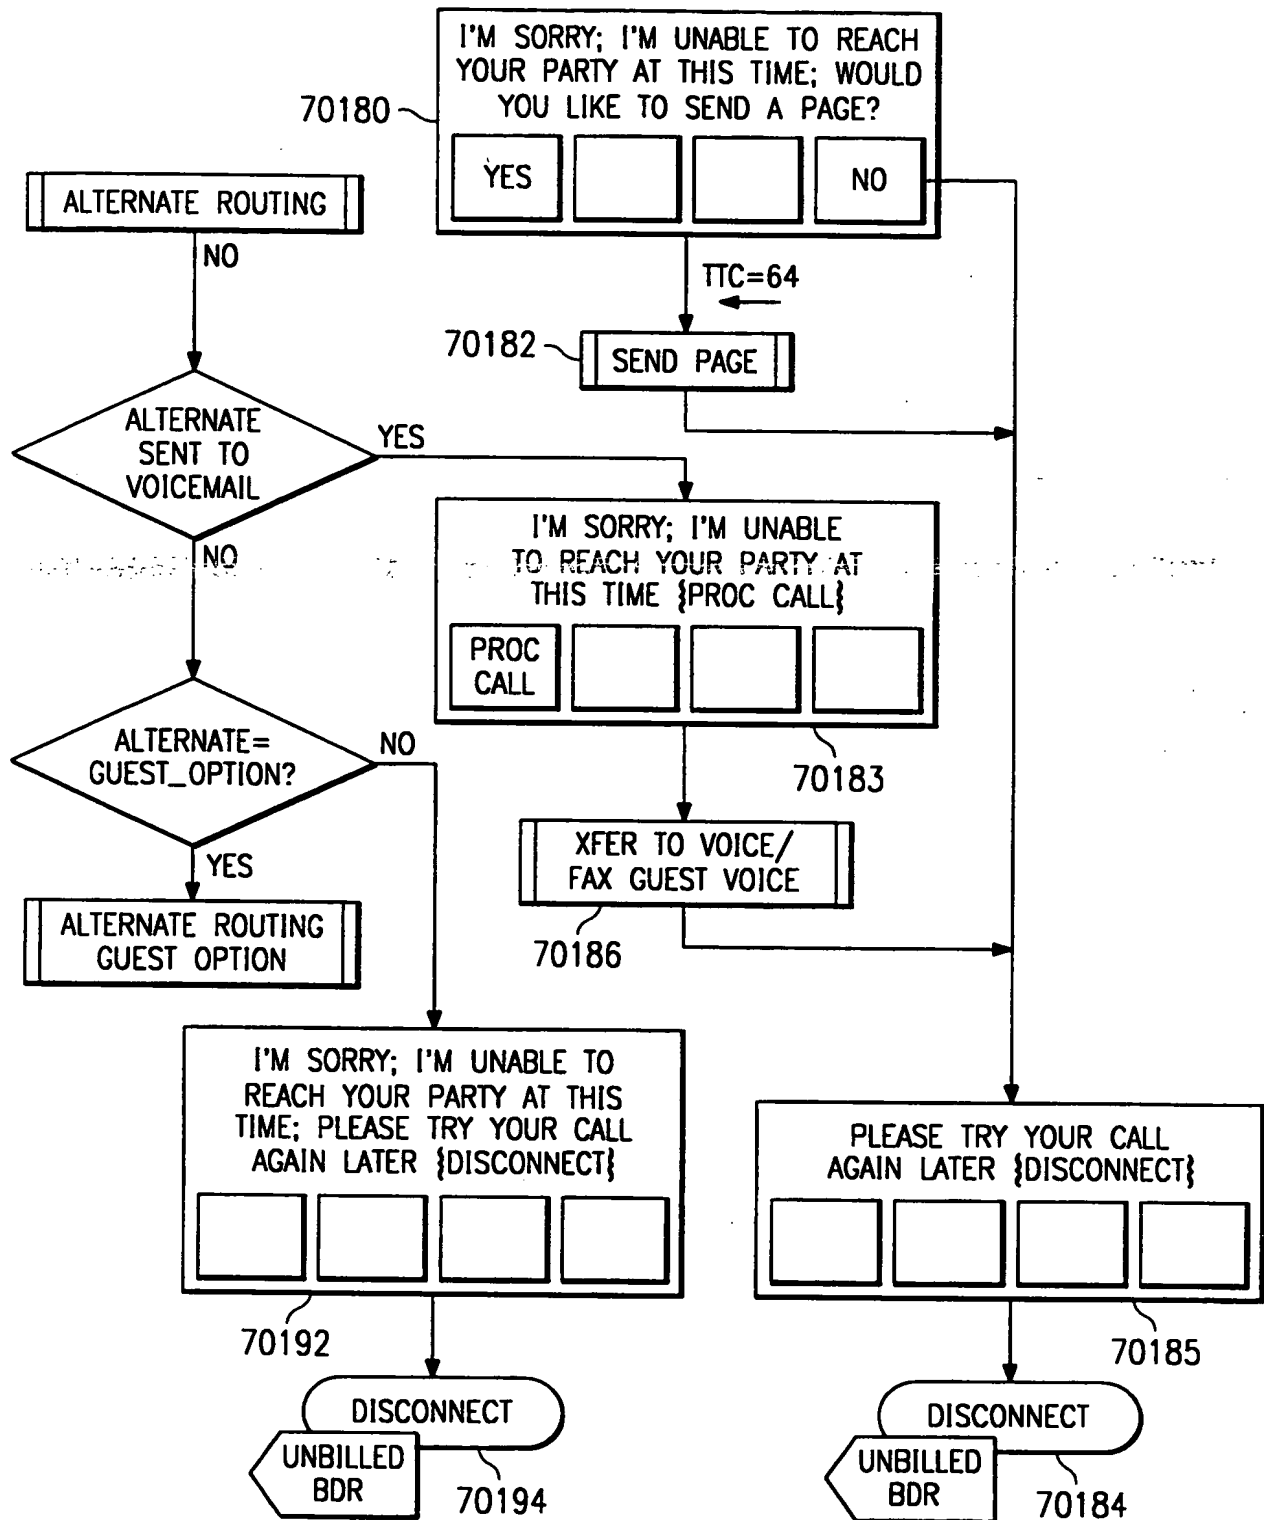 I'M SORRY; I'M UNABLE TO REACH
YOUR PARTY AT THIS TIME; WOULD
YOU LIKE TO SEND A PAGE?
70180
YES
NO
ALTERNATE ROUTING
NO
TTC=64
70182
SEND PAGE
ALTERNATE
SENT TO
VOICEMAIL
YES
NO
I'M SORRY; I'M UNABLE
TO REACH YOUR PARTY AT
THIS TIME {PROC CALL}
PROC
CALL
70183
ALTERNATE=
GUEST_OPTION?
NO
YES
XFER TO VOICE/
FAX GUEST VOICE
70186
ALTERNATE ROUTING
GUEST OPTION
I'M SORRY; I'M UNABLE TO
REACH YOUR PARTY AT THIS
TIME; PLEASE TRY YOUR CALL
AGAIN LATER {DISCONNECT}
70192
PLEASE TRY YOUR CALL
AGAIN LATER {DISCONNECT}
70185
DISCONNECT
UNBILLED
BDR
70194
DISCONNECT
UNBILLED
BDR
70184